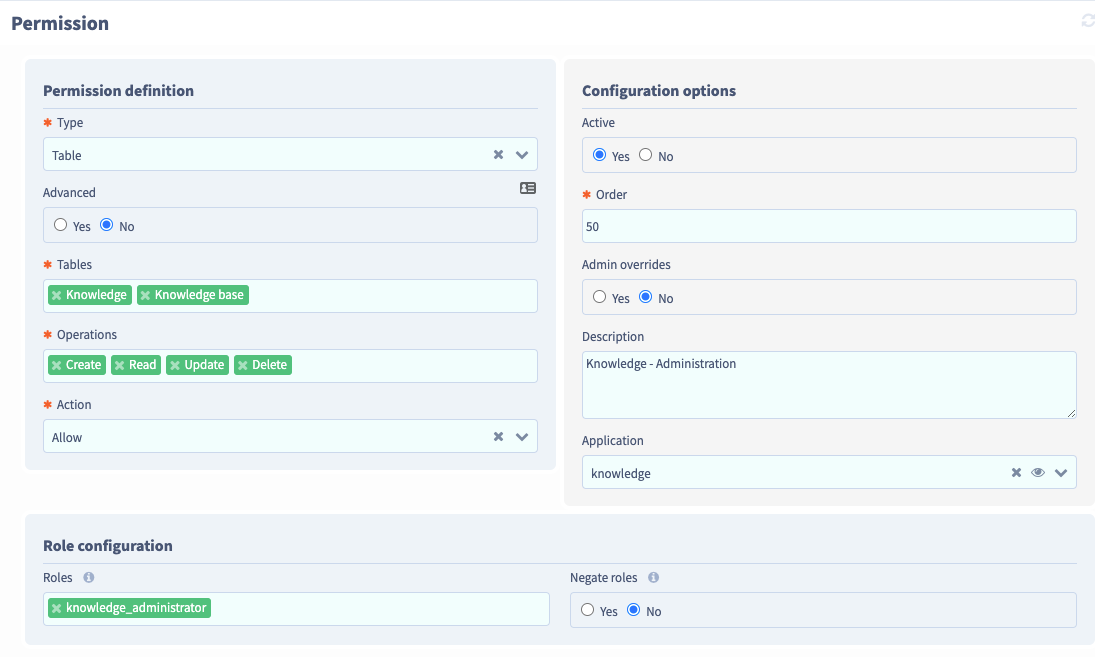 Permission
Permission definition
* Type
Table
Advanced
Yes No
* Tables
Knowledge Knowledge base
* Operations
Create Read Update Delete
* Action
Allow
Configuration options
Active
Yes No
* Order
50
Admin overrides
Yes No
Description
Knowledge - Administration
Application
knowledge
Role configuration
Roles
knowledge_administrator
Negate roles
Yes No